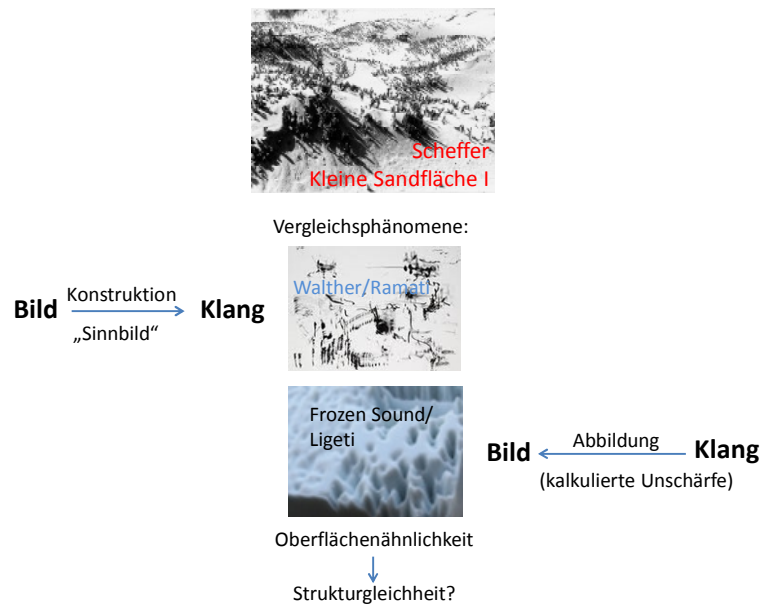 Scheffer
Kleine Sandfläche I
Vergleichsphänomene:
Walther/Ramati
Bild
Konstruktion
„Sinnbild“
Klang
Frozen Sound/
Ligeti
Bild
Abbildung
(kalkulierte Unschärfe)
Klang
Oberflächenähnlichkeit
Strukturgleichheit?